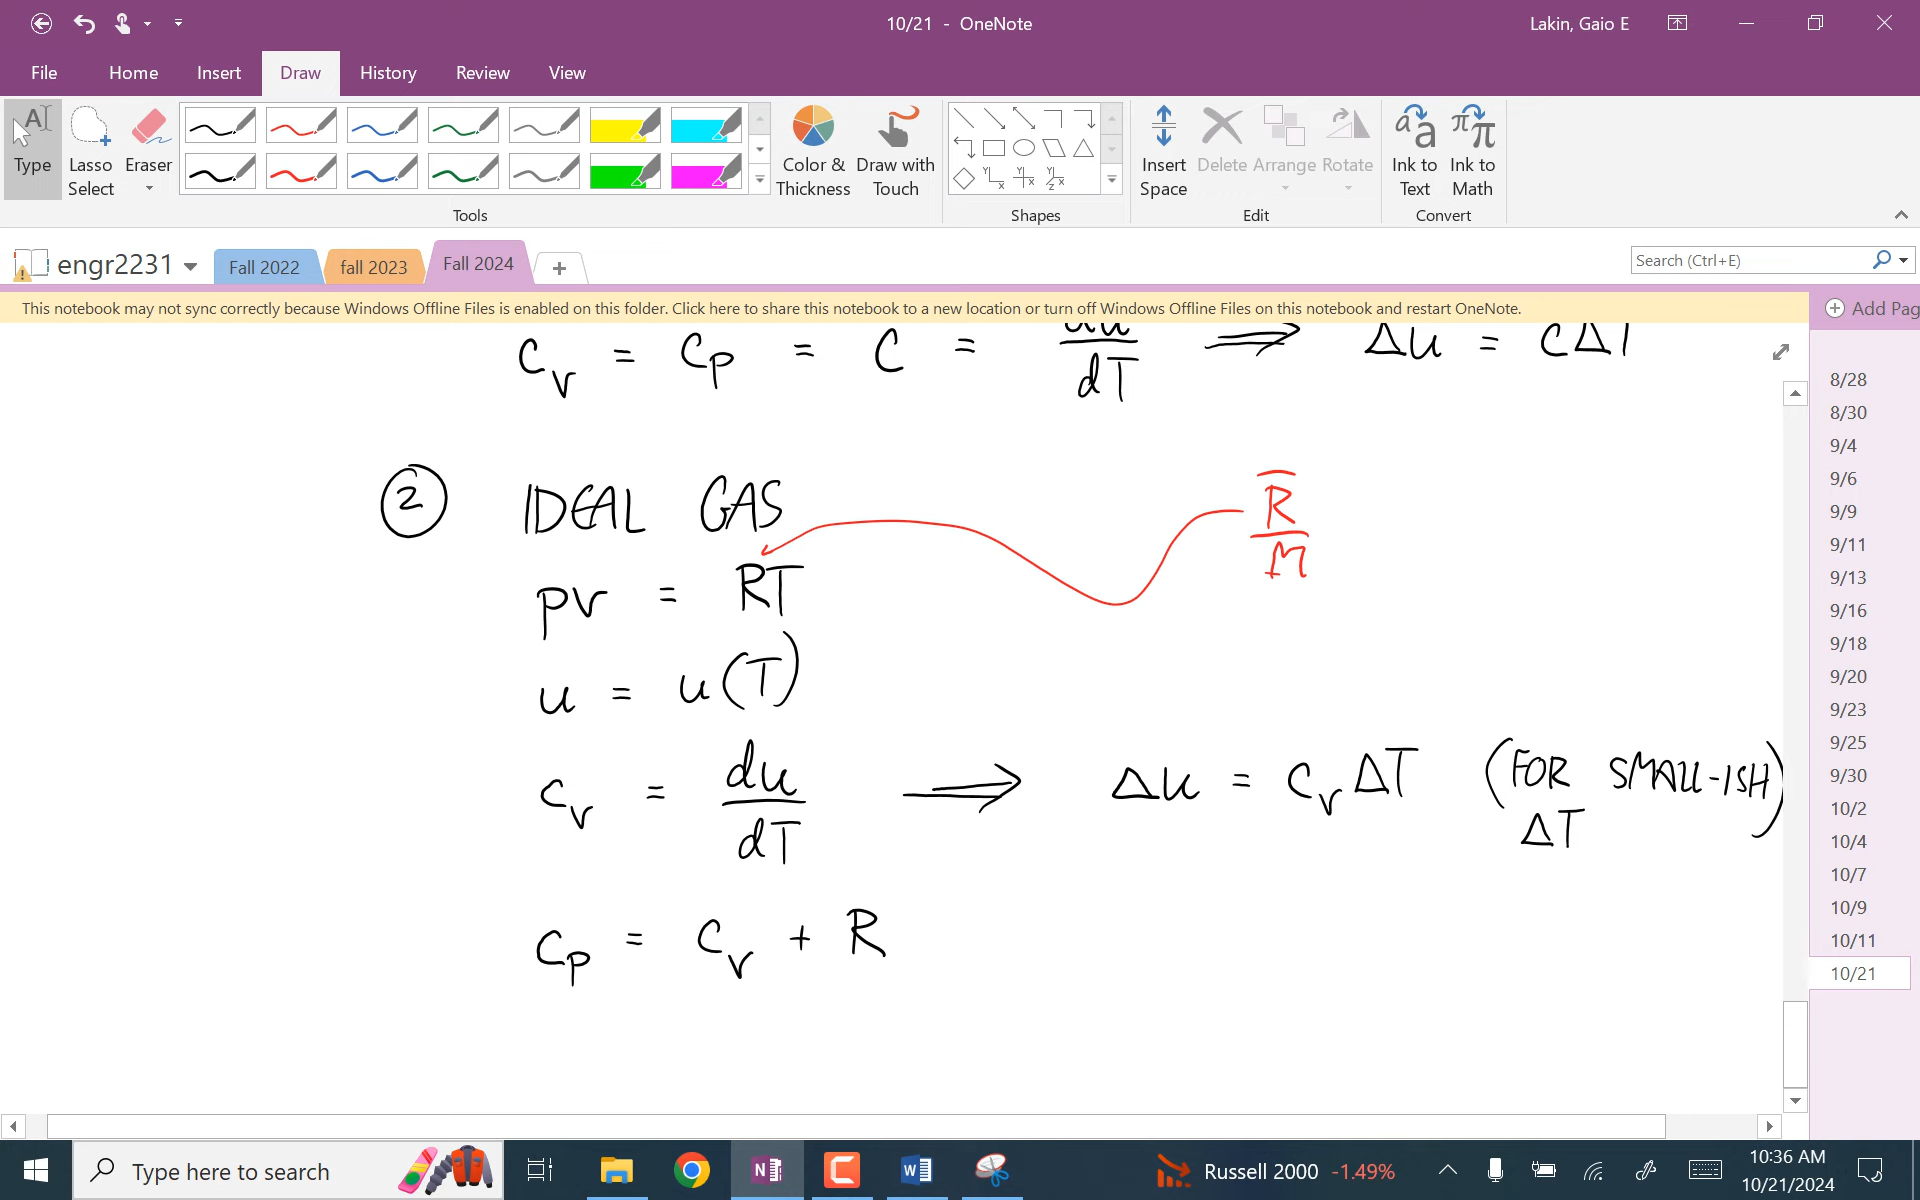 10/21 - OneNote
Lakin, Gaio E
File Home Insert Draw History Review View
Type
Lasso Select
Eraser
Color & Thickness
Draw with Touch
Insert Space
Delete
Arrange
Rotate
Ink to Text
Ink to Math
Tools
Shapes
Edit
Convert
engr2231
Fall 2022
fall 2023
Fall 2024
Search (Ctrl+E)
This notebook may not sync correctly because Windows Offline Files is enabled on this folder. Click here to share this notebook to a new location or turn off Windows Offline Files on this notebook and restart OneNote.
Add Pag
c_v = c_p = c = du/dT ⟹ Δu = cΔT
② IDEAL GAS
R̅/M
pv = RT
u = u(T)
c_v = du/dT ⟹ Δu = c_v ΔT (FOR SMALL-ISH)
ΔT
c_p = c_v + R
8/28
8/30
9/4
9/6
9/9
9/11
9/13
9/16
9/18
9/20
9/23
9/25
9/30
10/2
10/4
10/7
10/9
10/11
10/21
Type here to search
Russell 2000 -1.49%
10:36 AM
10/21/2024